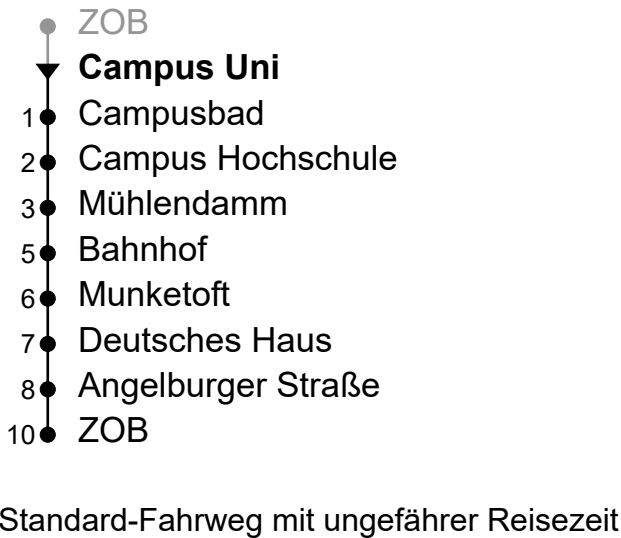 ZOB
Campus Uni
1 Campusbad
2 Campus Hochschule
3 Mühlendamm
5 Bahnhof
6 Munketoft
7 Deutsches Haus
8 Angelburger Straße
10 ZOB
Standard-Fahrweg mit ungefährer Reisezeit